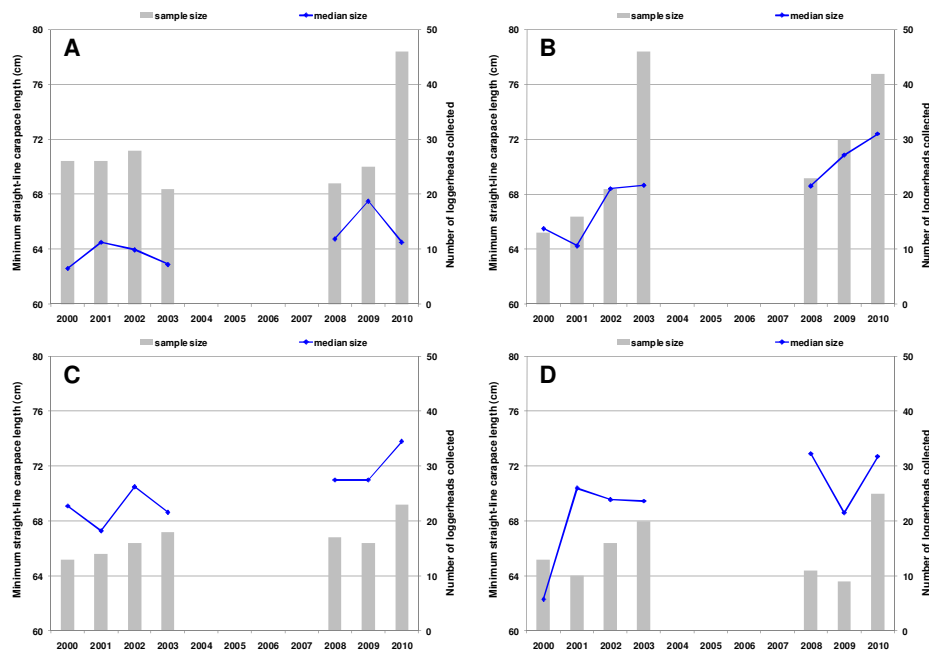 sample size median size
A
Minimum straight-line carapace length (cm)
80
76
72
68
64
60
50
40
30
20
10
0
Number of loggerheads collected
2000 2001 2002 2003 2004 2005 2006 2007 2008 2009 2010
sample size median size
B
Minimum straight-line carapace length (cm)
80
76
72
68
64
60
50
40
30
20
10
0
Number of loggerheads collected
2000 2001 2002 2003 2004 2005 2006 2007 2008 2009 2010
sample size median size
C
Minimum straight-line carapace length (cm)
80
76
72
68
64
60
50
40
30
20
10
0
Number of loggerheads collected
2000 2001 2002 2003 2004 2005 2006 2007 2008 2009 2010
sample size median size
D
Minimum straight-line carapace length (cm)
80
76
72
68
64
60
50
40
30
20
10
0
Number of loggerheads collected
2000 2001 2002 2003 2004 2005 2006 2007 2008 2009 2010